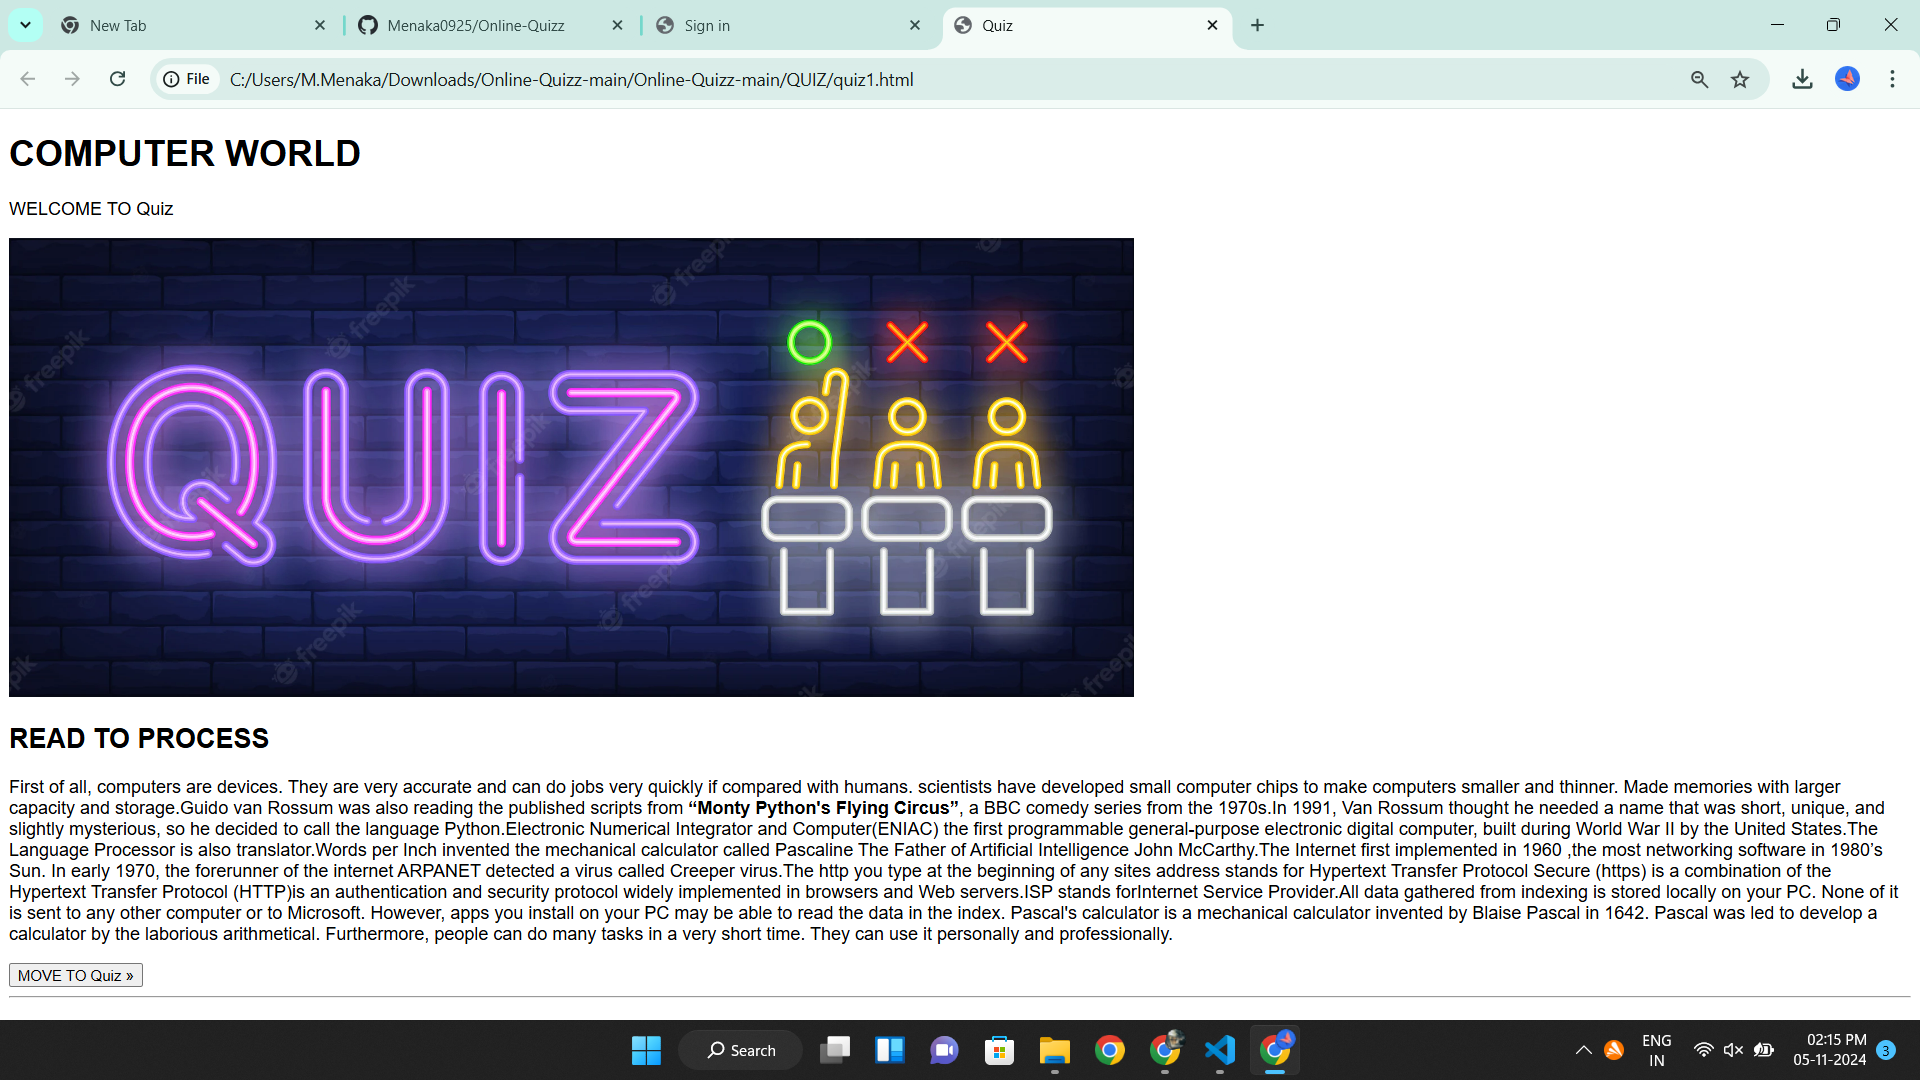 New Tab
Menaka0925/Online-Quizz
Sign in
Quiz
File
C:/Users/M.Menaka/Downloads/Online-Quizz-main/Online-Quizz-main/QUIZ/quiz1.html
COMPUTER WORLD
WELCOME TO Quiz
QUIZ
freepik
freepik
freepik
freepik
freepik
freepik
freepik
READ TO PROCESS
First of all, computers are devices. They are very accurate and can do jobs very quickly if compared with humans. scientists have developed small computer chips to make computers smaller and thinner. Made memories with larger
capacity and storage.Guido van Rossum was also reading the published scripts from “Monty Python's Flying Circus”, a BBC comedy series from the 1970s.In 1991, Van Rossum thought he needed a name that was short, unique, and
slightly mysterious, so he decided to call the language Python.Electronic Numerical Integrator and Computer(ENIAC) the first programmable general-purpose electronic digital computer, built during World War II by the United States.The
Language Processor is also translator.Words per Inch invented the mechanical calculator called Pascaline The Father of Artificial Intelligence John McCarthy.The Internet first implemented in 1960 ,the most networking software in 1980’s
Sun. In early 1970, the forerunner of the internet ARPANET detected a virus called Creeper virus.The http you type at the beginning of any sites address stands for Hypertext Transfer Protocol Secure (https) is a combination of the
Hypertext Transfer Protocol (HTTP)is an authentication and security protocol widely implemented in browsers and Web servers.ISP stands forInternet Service Provider.All data gathered from indexing is stored locally on your PC. None of it
is sent to any other computer or to Microsoft. However, apps you install on your PC may be able to read the data in the index. Pascal's calculator is a mechanical calculator invented by Blaise Pascal in 1642. Pascal was led to develop a
calculator by the laborious arithmetical. Furthermore, people can do many tasks in a very short time. They can use it personally and professionally.
MOVE TO Quiz »
Search
ENG
IN
02:15 PM
05-11-2024
3